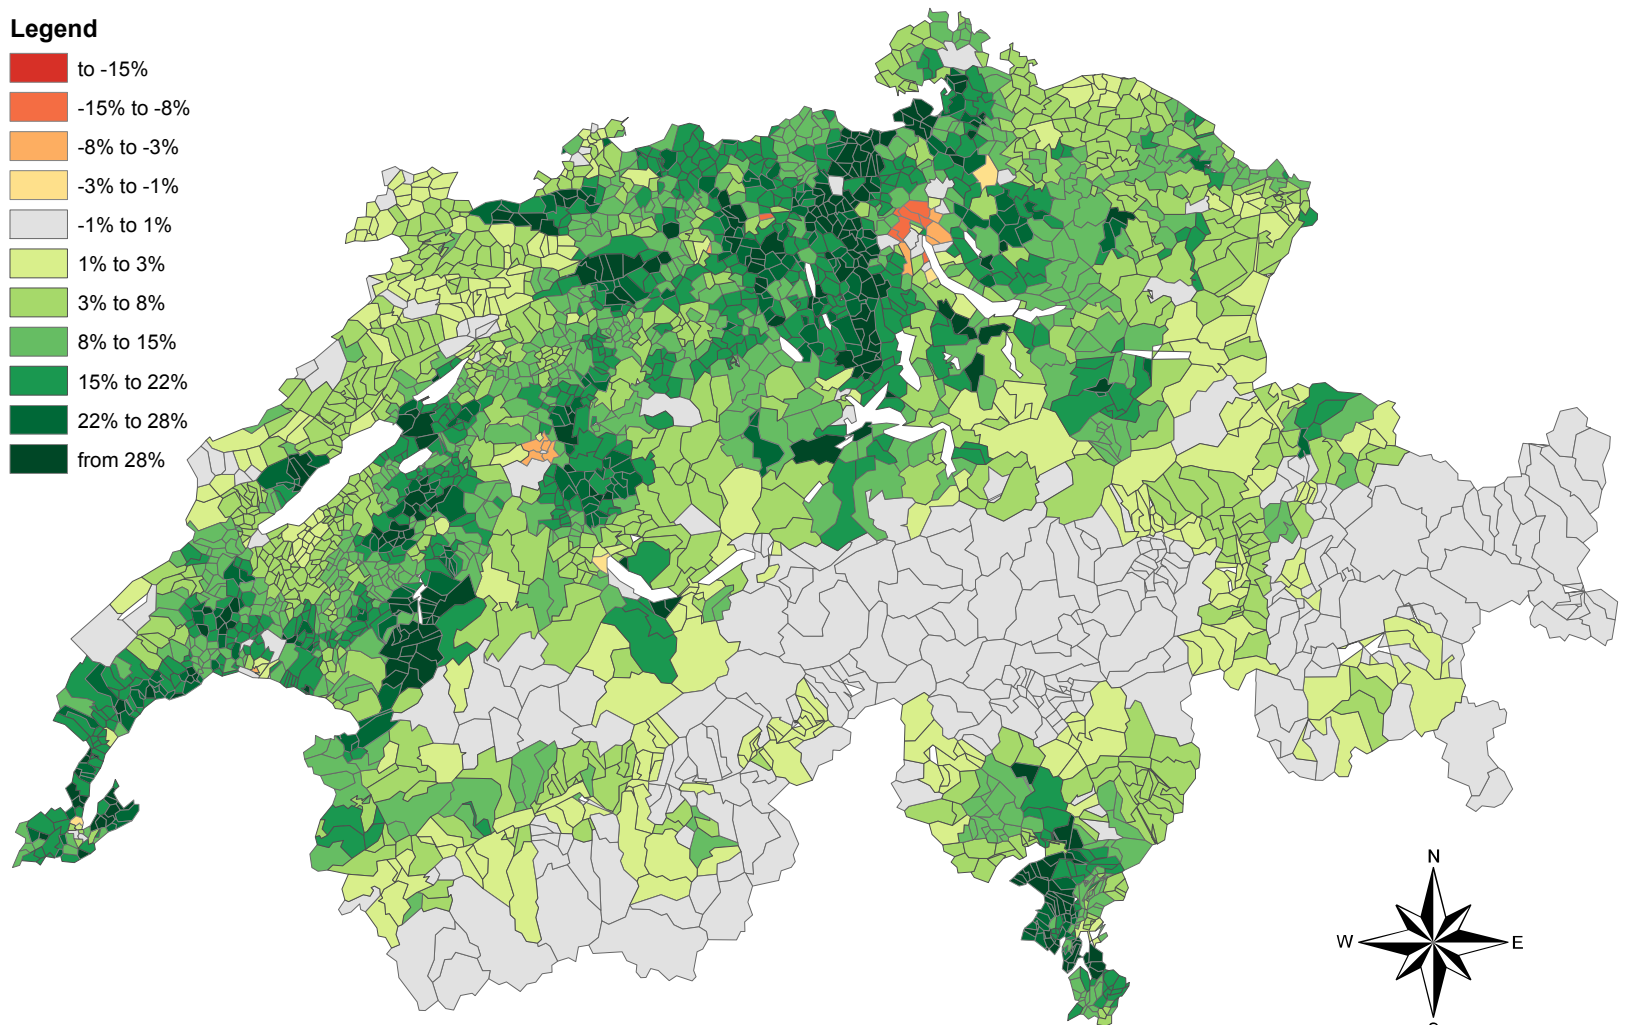 Legend
to -15%
-15% to -8%
-8% to -3%
-3% to -1%
-1% to 1%
1% to 3%
3% to 8%
8% to 15%
15% to 22%
22% to 28%
from 28%
N
W E